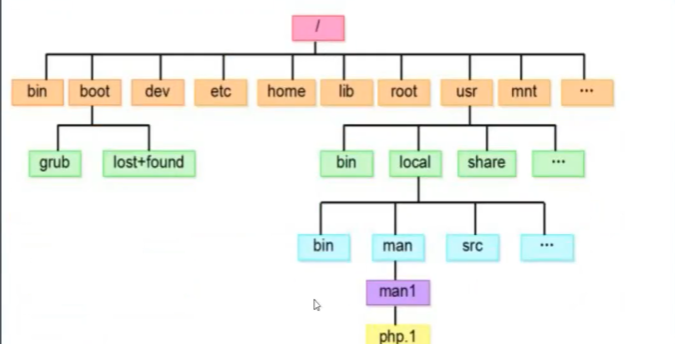 /
bin boot dev etc home lib root usr mnt ...
grub lost+found bin local share ...
bin man src ...
man1
php.1